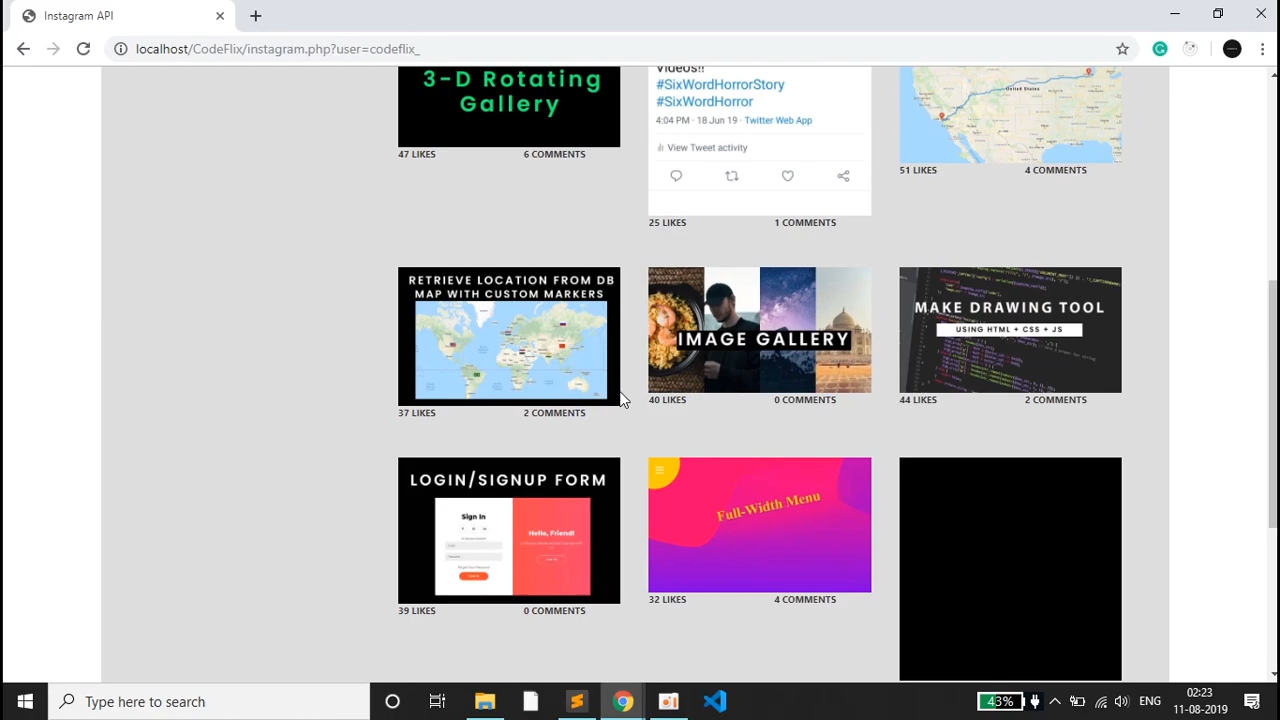 Instagram API
localhost/CodeFlix/instagram.php?user=codeflix_
3-D Rotating
Gallery
47 LIKES
6 COMMENTS
Videos!!
#SixWordHorrorStory
#SixWordHorror
4:04 PM · 18 Jun 19 · Twitter Web App
View Tweet activity
25 LIKES
1 COMMENTS
United States
51 LIKES
4 COMMENTS
RETRIEVE LOCATION FROM DB
MAP WITH CUSTOM MARKERS
37 LIKES
2 COMMENTS
IMAGE GALLERY
40 LIKES
0 COMMENTS
MAKE DRAWING TOOL
USING HTML + CSS + JS
44 LIKES
2 COMMENTS
LOGIN/SIGNUP FORM
Sign In
Hello, Friend!
39 LIKES
0 COMMENTS
Full-Width Menu
32 LIKES
4 COMMENTS
Type here to search
43%
ENG
02:23
11-08-2019